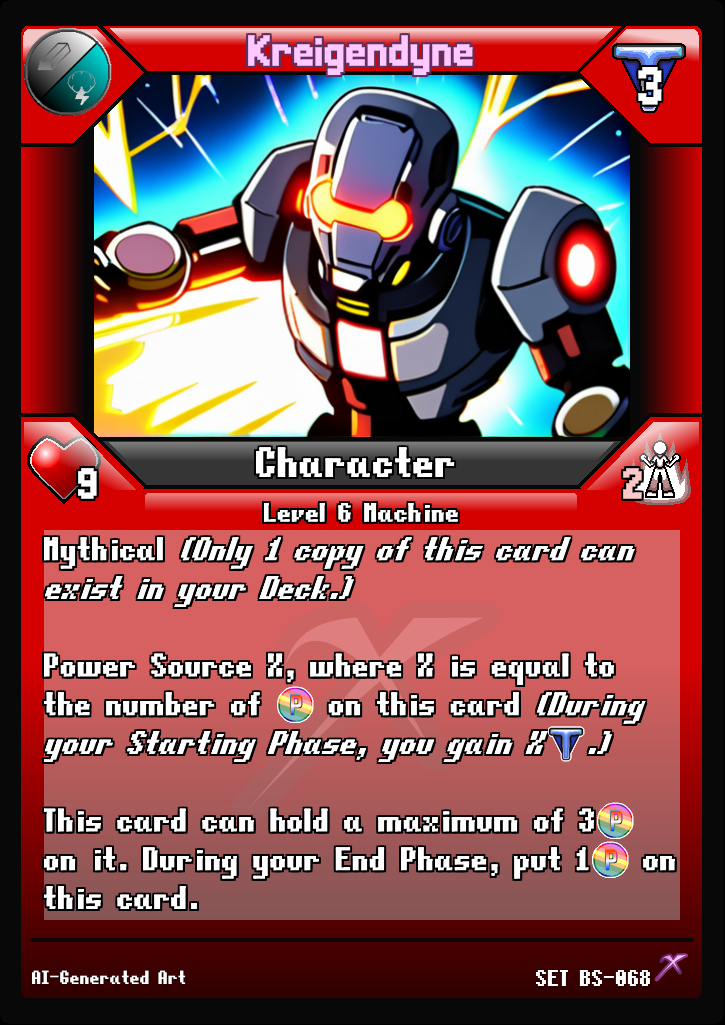 Kreigendyne
3
Character
9
2
Level 6 Machine
Mythical (Only 1 copy of this card can
exist in your Deck.)
Power Source X, where X is equal to
the number of P on this card (During
your Starting Phase, you gain X T.)
This card can hold a maximum of 3 P
on it. During your End Phase, put 1 P on
this card.
AI-Generated Art
SET BS-068 X